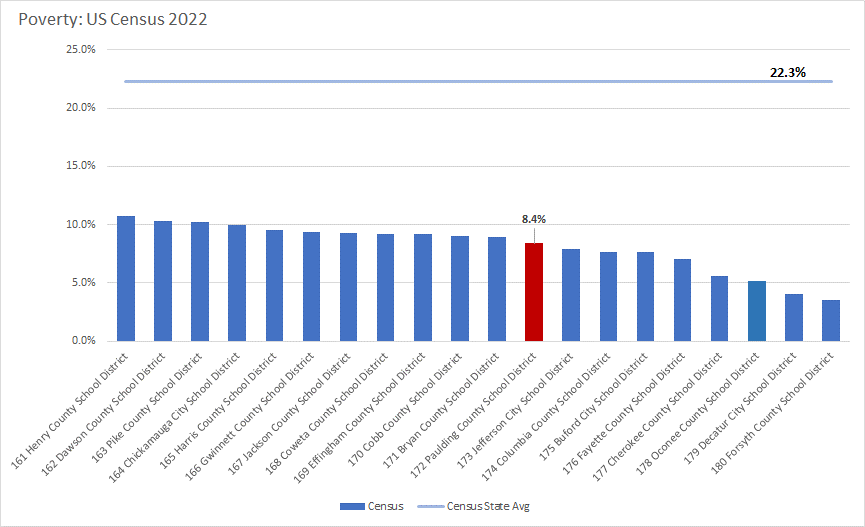 Poverty: US Census 2022
25.0%
22.3%
20.0%
15.0%
10.0%
8.4%
5.0%
0.0%
161 Henry County School District
162 Dawson County School District
163 Pike County School District
164 Chickamauga City School District
165 Harris County School District
166 Gwinnett County School District
167 Jackson County School District
168 Coweta County School District
169 Effingham County School District
170 Cobb County School District
171 Bryan County School District
172 Paulding County School District
173 Jefferson City School District
174 Columbia County School District
175 Buford City School District
176 Fayette County School District
177 Cherokee County School District
178 Oconee County School District
179 Decatur City School District
180 Forsyth County School District
Census
Census State Avg